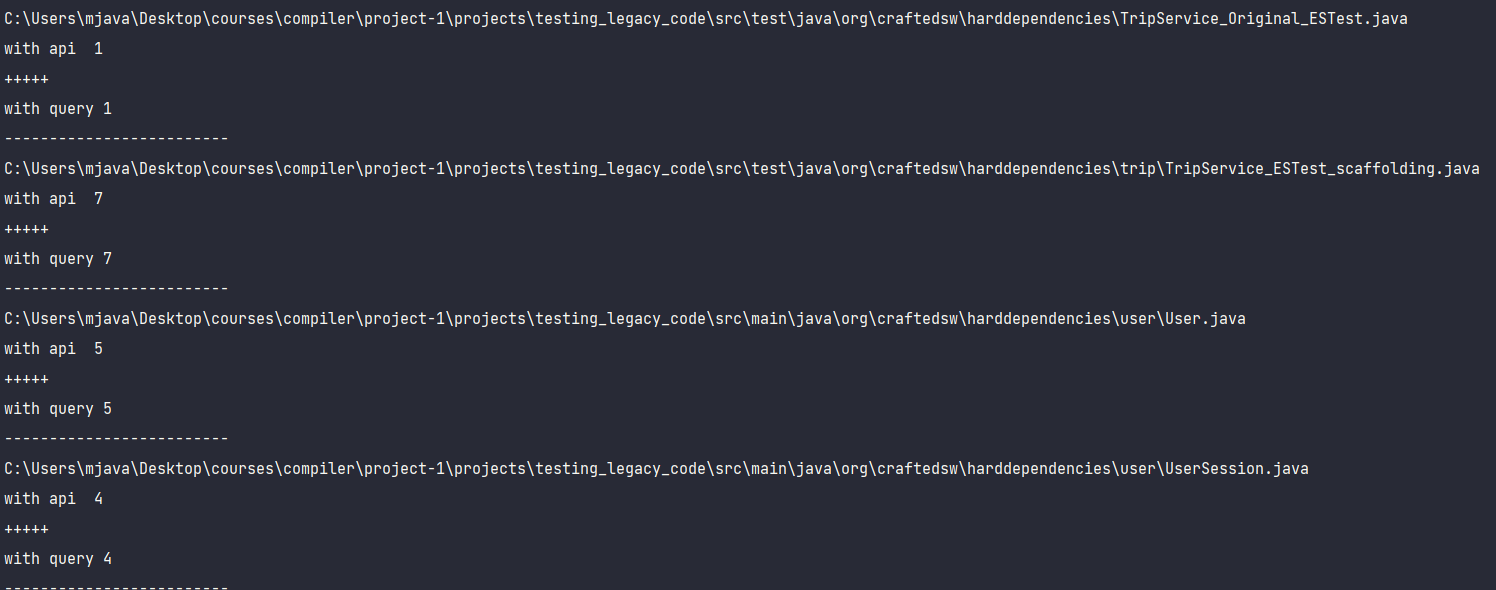 C:\Users\mjava\Desktop\courses\compiler\project-1\projects\testing_legacy_code\src\test\java\org\craftedsw\harddependencies\TripService_Original_ESTest.java
with api  1
+++++
with query 1
-------------------------
C:\Users\mjava\Desktop\courses\compiler\project-1\projects\testing_legacy_code\src\test\java\org\craftedsw\harddependencies\trip\TripService_ESTest_scaffolding.java
with api  7
+++++
with query 7
-------------------------
C:\Users\mjava\Desktop\courses\compiler\project-1\projects\testing_legacy_code\src\main\java\org\craftedsw\harddependencies\user\User.java
with api  5
+++++
with query 5
-------------------------
C:\Users\mjava\Desktop\courses\compiler\project-1\projects\testing_legacy_code\src\main\java\org\craftedsw\harddependencies\user\UserSession.java
with api  4
+++++
with query 4
-------------------------